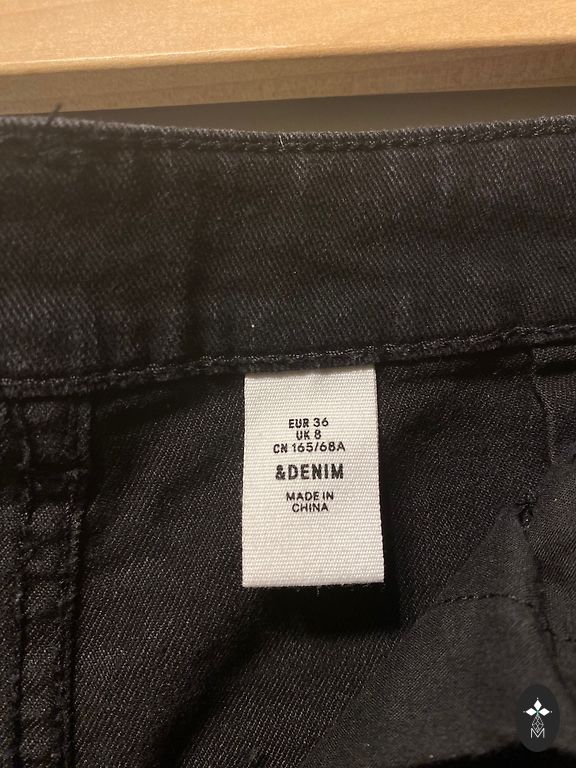 EUR 36
UK 8
CN 165/68A
&DENIM
MADE IN
CHINA